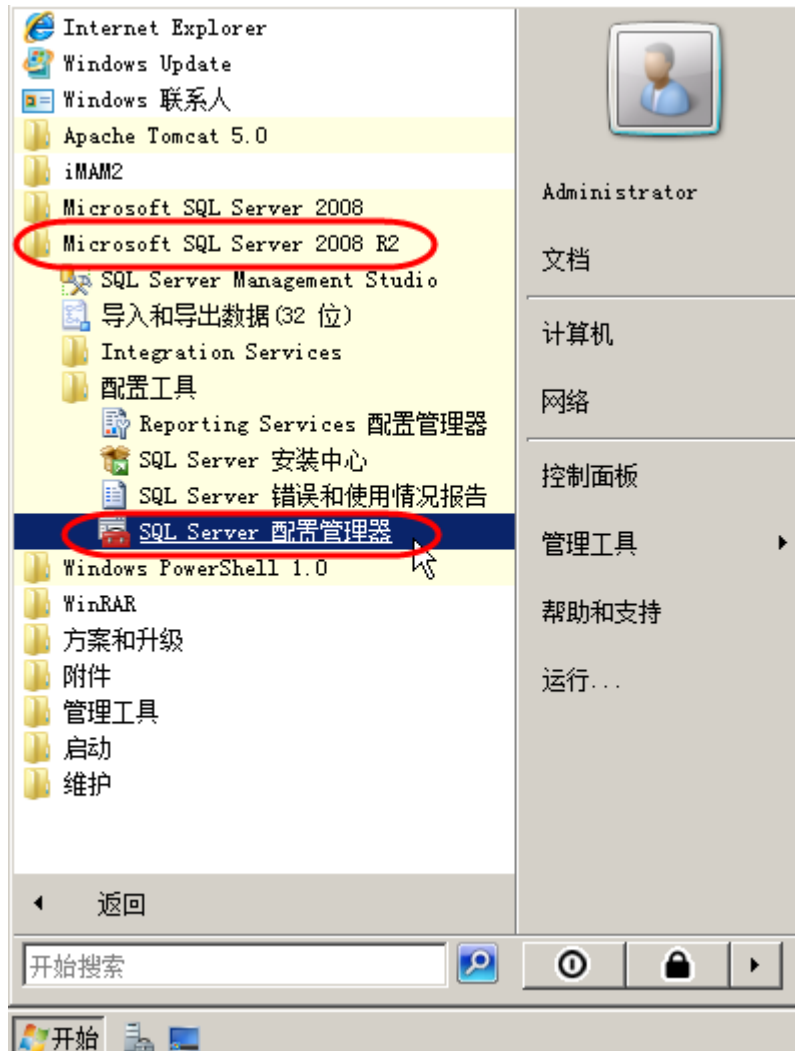 Internet Explorer
Windows Update
Windows 联系人
Apache Tomcat 5.0
iMAM2
Microsoft SQL Server 2008
Microsoft SQL Server 2008 R2
SQL Server Management Studio
导入和导出数据(32 位)
Integration Services
配置工具
Reporting Services 配置管理器
SQL Server 安装中心
SQL Server 错误和使用情况报告
SQL Server 配置管理器
Windows PowerShell 1.0
WinRAR
方案和升级
附件
管理工具
启动
维护
返回
开始搜索
Administrator
文档
计算机
网络
控制面板
管理工具
帮助和支持
运行...
开始